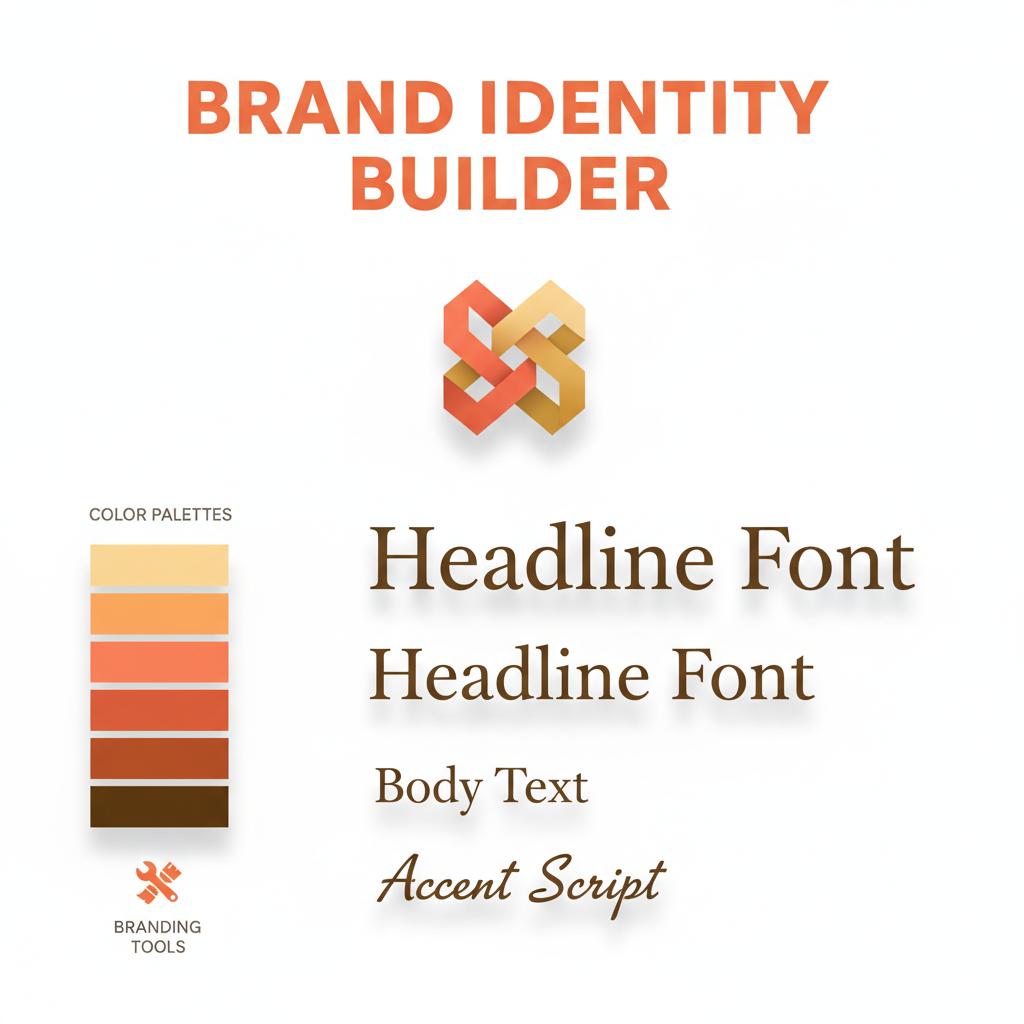 BRAND IDENTITY
BUILDER
COLOR PALETTES
Headline Font
Headline Font
Body Text
Accent Script
BRANDING
TOOLS